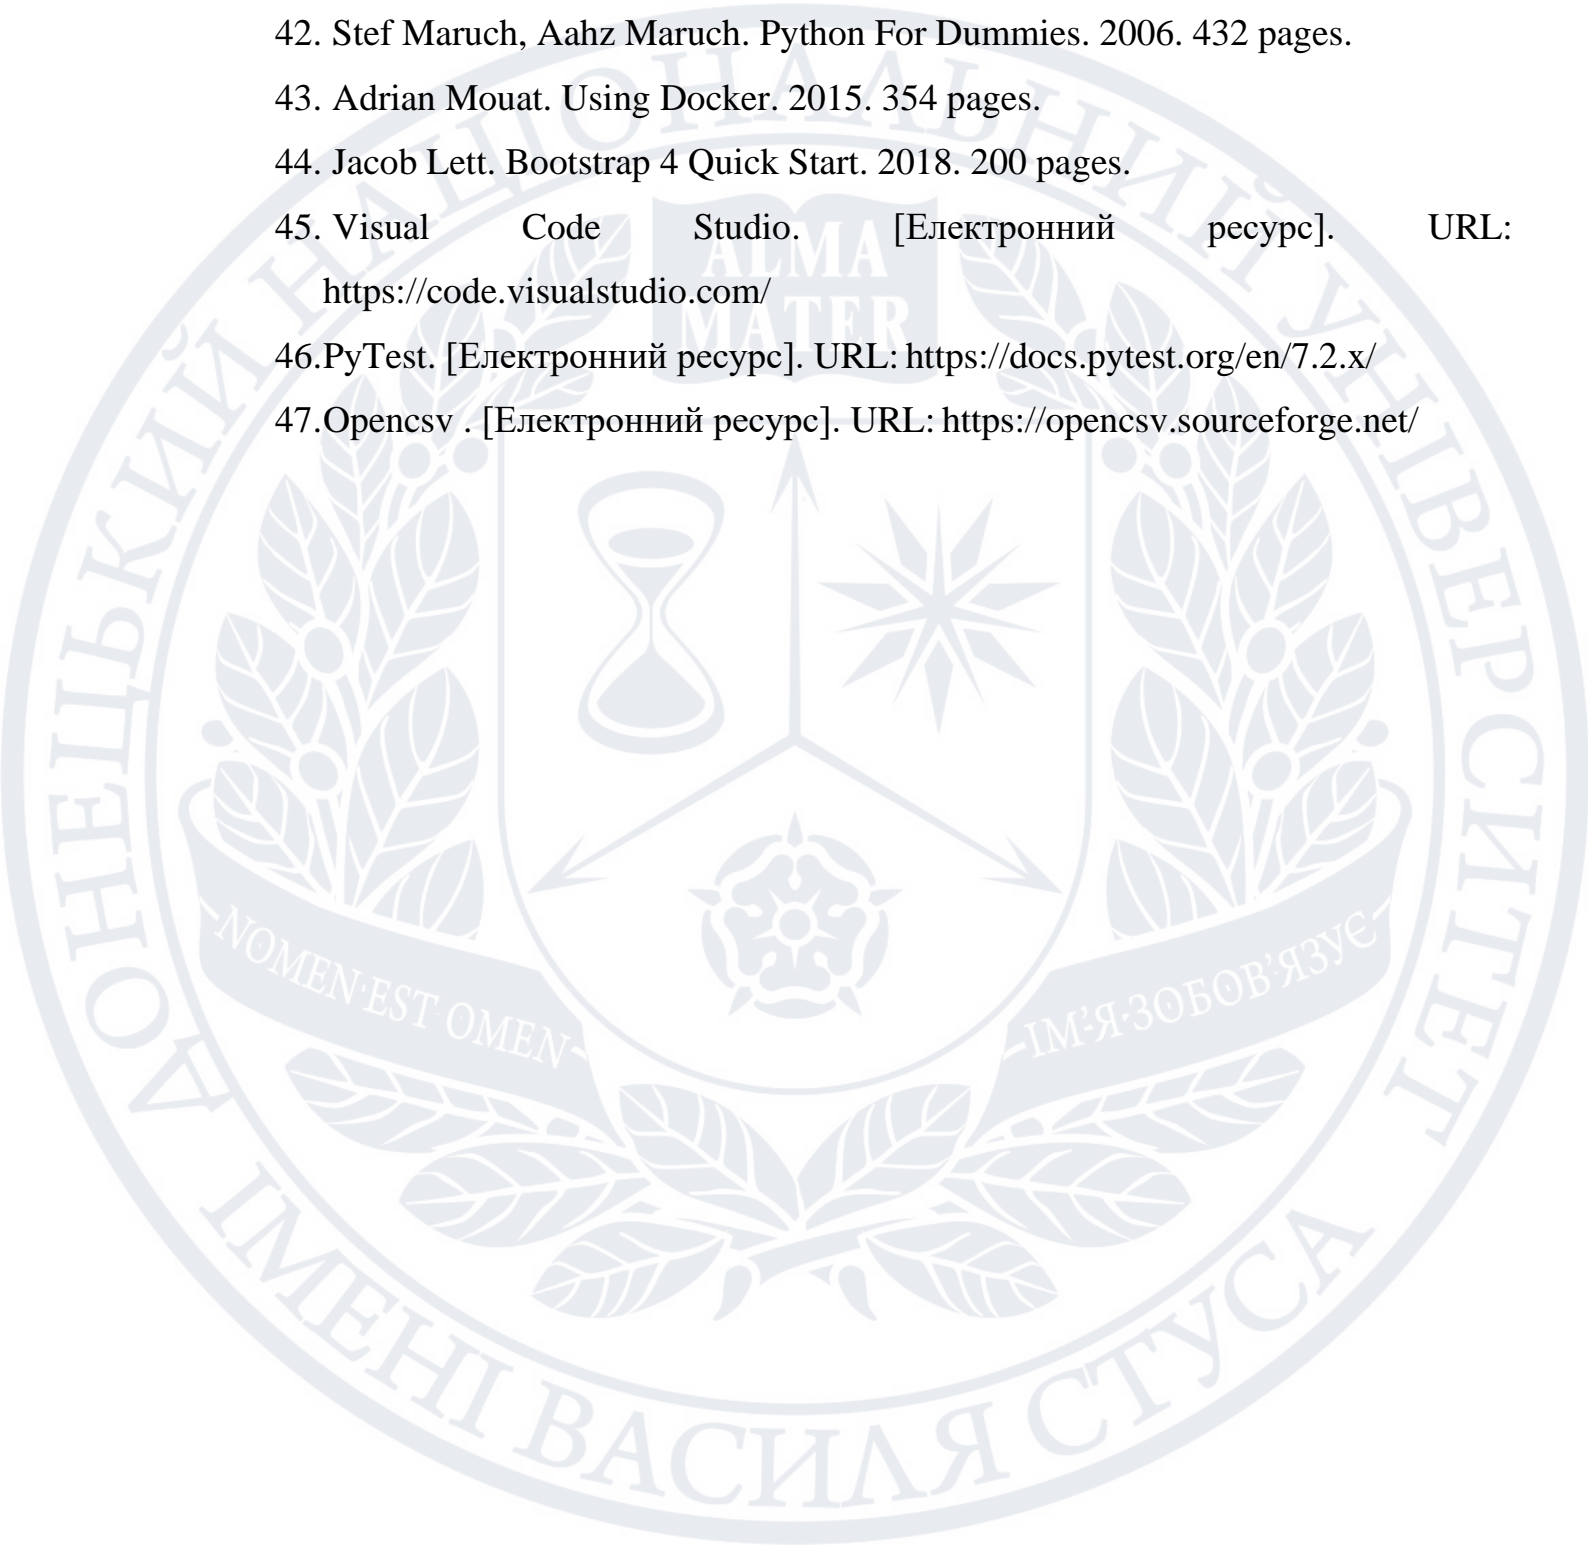 42. Stef Maruch, Aahz Maruch. Python For Dummies. 2006. 432 pages.
43. Adrian Mouat. Using Docker. 2015. 354 pages.
44. Jacob Lett. Bootstrap 4 Quick Start. 2018. 200 pages.
45. Visual Code Studio. [Електронний ресурс]. URL:
https://code.visualstudio.com/
46.PyTest. [Електронний ресурс]. URL: https://docs.pytest.org/en/7.2.x/
47.Opencsv . [Електронний ресурс]. URL: https://opencsv.sourceforge.net/
ДОНЕЦЬКИЙ НАЦІОНАЛЬНИЙ УНІВЕРСИТЕТ
ІМЕНІ ВАСИЛЯ СТУСА
ALMA
MATER
NOMEN·EST·OMEN
ІМ'Я·ЗОБОВ'ЯЗУЄ